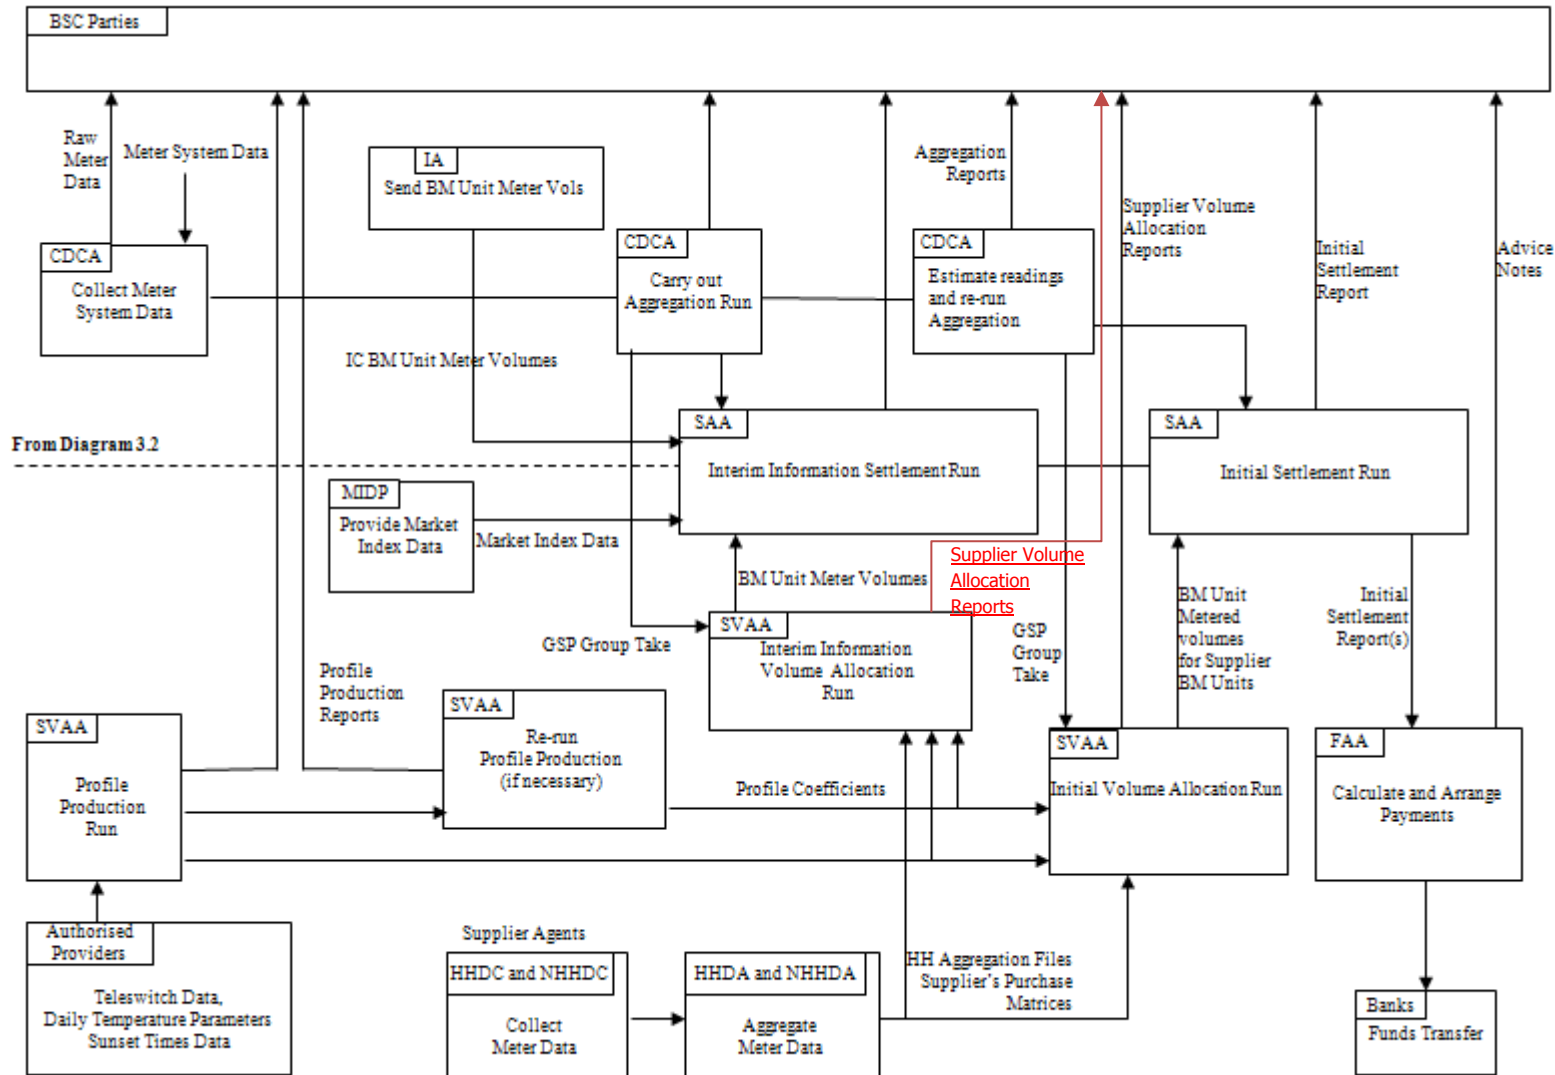 BSC Parties
Raw
Meter
Data
Meter System Data
IA
Send BM Unit Meter Vols
Aggregation
Reports
Supplier Volume
Allocation
Reports
Initial
Settlement
Report
Advice
Notes
CDCA
Collect Meter
System Data
CDCA
Carry out
Aggregation Run
CDCA
Estimate readings
and re-run
Aggregation
IC BM Unit Meter Volumes
From Diagram 3.2
SAA
Interim Information Settlement Run
SAA
Initial Settlement Run
MIDP
Provide Market
Index Data
Market Index Data
BM Unit Meter Volumes
Supplier Volume
Allocation
Reports
GSP Group Take
SVAA
Interim Information
Volume Allocation
Run
GSP
Group
Take
BM Unit
Metered
volumes
for Supplier
BM Units
Initial
Settlement
Report(s)
Profile
Production
Reports
SVAA
Profile
Production
Run
SVAA
Re-run
Profile Production
(if necessary)
Profile Coefficients
SVAA
Initial Volume Allocation Run
FAA
Calculate and Arrange
Payments
Authorised
Providers
Teleswitch Data,
Daily Temperature Parameters
Sunset Times Data
Supplier Agents
HHDC and NHHDC
Collect
Meter Data
HHDA and NHHDA
Aggregate
Meter Data
HH Aggregation Files
Supplier's Purchase
Matrices
Banks
Funds Transfer